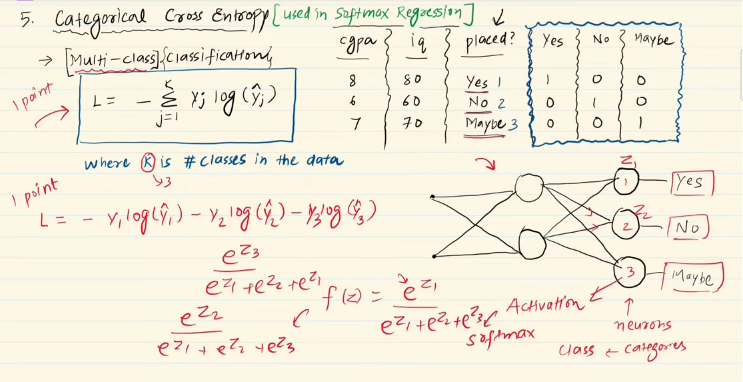 5. Categorical Cross Entropy [used in Softmax Regression]
→ [Multi-class] [Classification]
1 point
L = - Σ Yj log (Ŷj)
K
j=1
where K is # classes in the data
↳3
1 point
L = - Y₁ log(Ŷ₁) - Y₂ log(Ŷ₂) - Y₃ log(Ŷ₃)
e^z₃
e^z₁ + e^z₂ + e^z₁
e^z₂
e^z₁ + e^z₂ + e^z₃
f(z) = e^z₁
e^z₁ + e^z₂ + e^z₃
cgpa iq placed?
8 80 Yes 1
6 60 No 2
7 70 Maybe 3
Yes No Maybe
1 0 0
0 1 0
0 0 1
z₁
1 Yes
z₂
2 No
3 Maybe
Activation
softmax
neurons
class ← categories